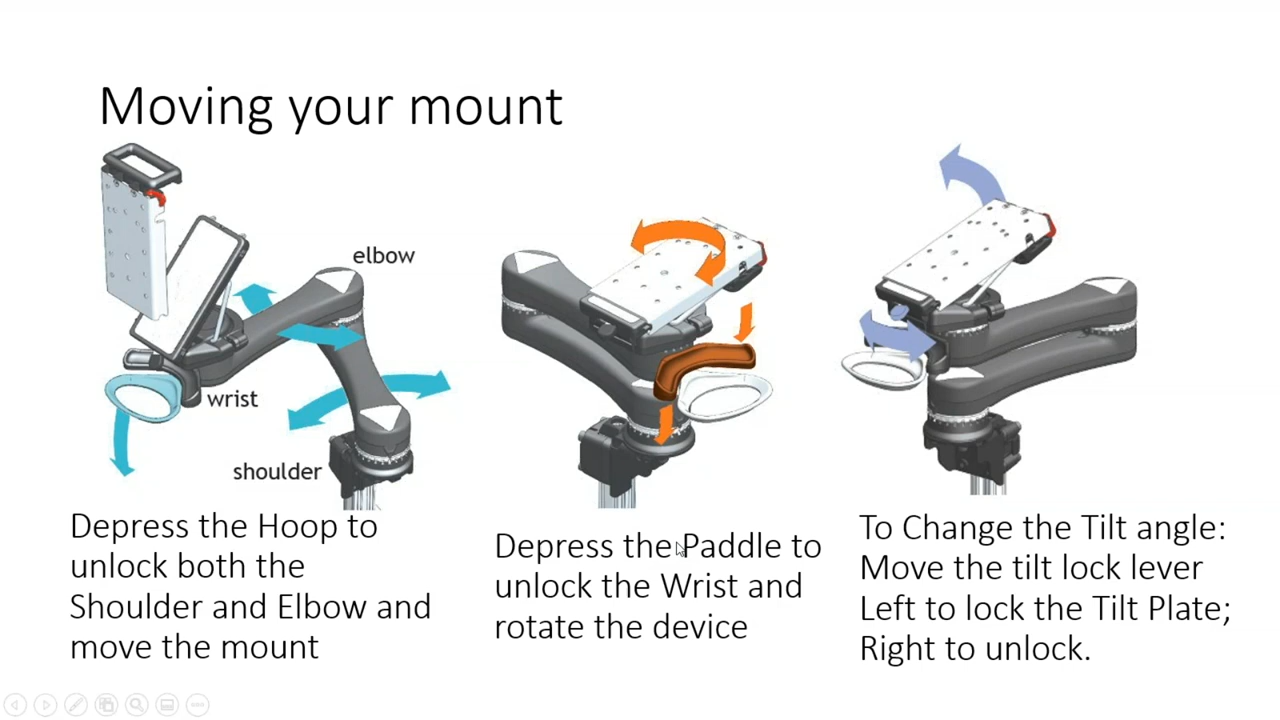 Moving your mount
elbow
wrist
shoulder
Depress the Hoop to
unlock both the
Shoulder and Elbow and
move the mount
Depress the Paddle to
unlock the Wrist and
rotate the device
To Change the Tilt angle:
Move the tilt lock lever
Left to lock the Tilt Plate;
Right to unlock.